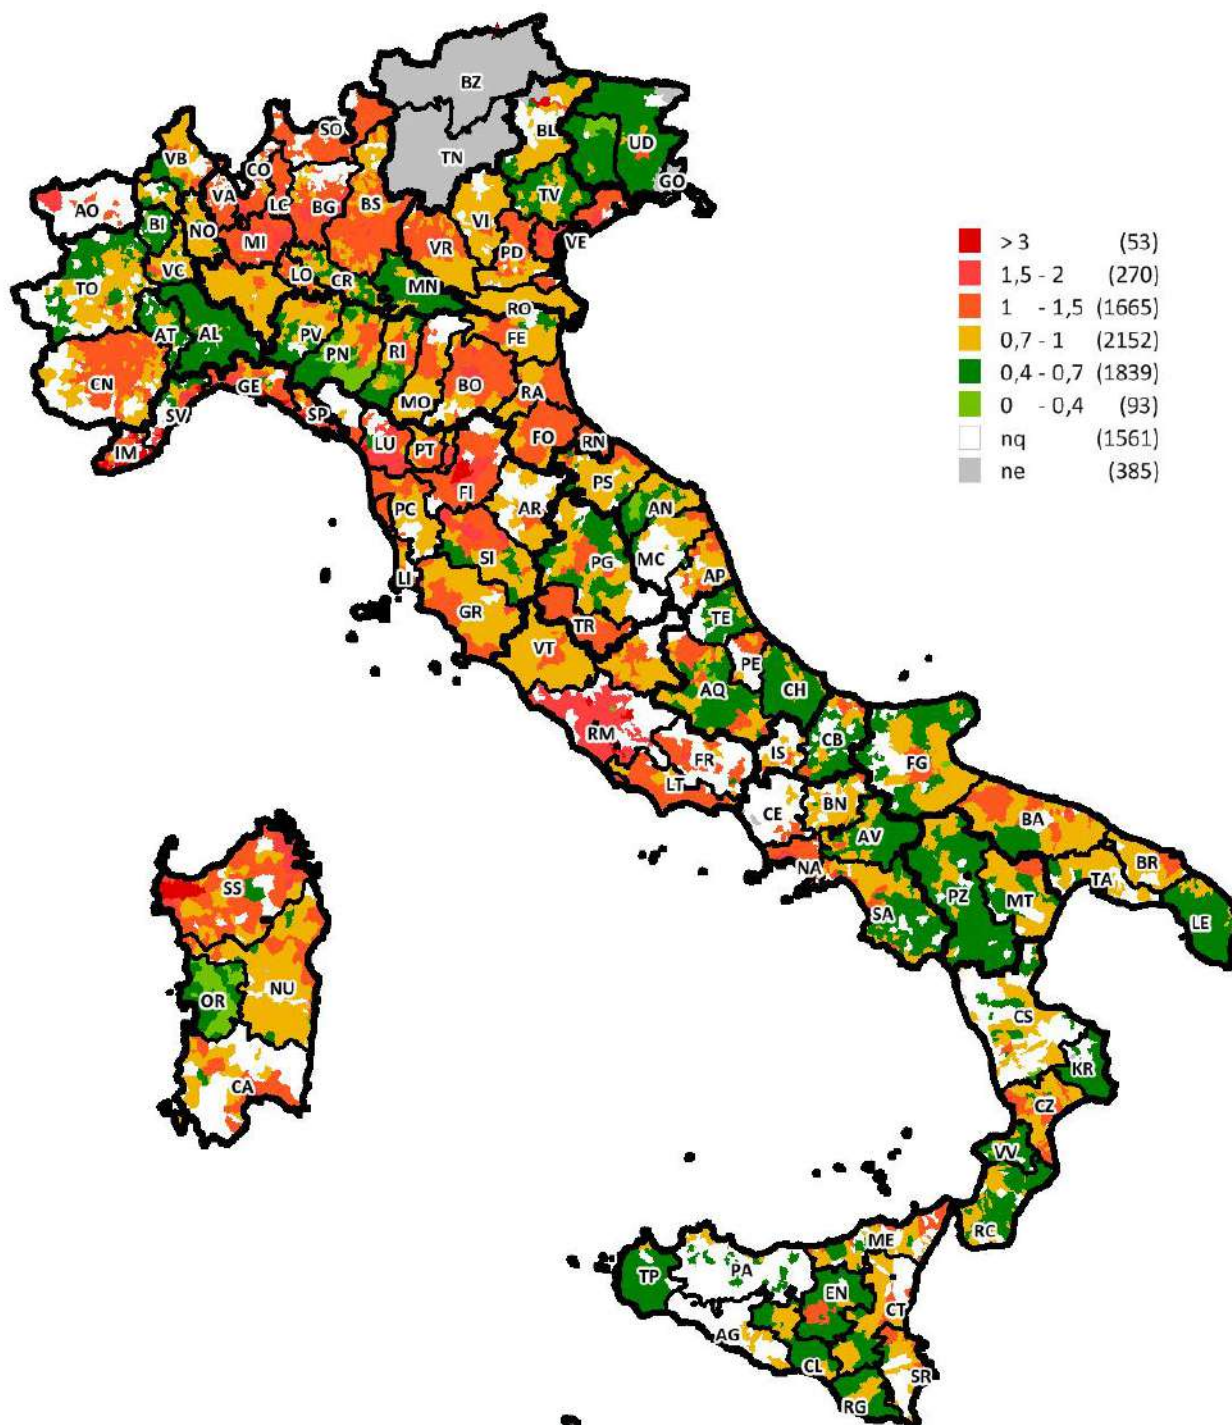 BZ
SO
BL
UD
VB
TN
CO
GO
VA
TV
AO
LC
BG
BS
BI
NO
MI
VI
VE
VR
PD
VC
LO
CR
TO
MN
RO
AT
AL
PV
PN
RI
FE
CN
GE
BO
RA
MO
SV
SP
LU
PT
FO
RN
IM
FI
PS
PC
AR
AN
SI
PG
MC
LI
AP
GR
TR
TE
VT
PE
AQ
CH
RM
CB
FR
IS
FG
LT
CE
BN
BA
AV
BR
NA
TA
SS
PZ
MT
SA
LE
NU
OR
CS
CA
KR
CZ
VV
RC
ME
TP
PA
EN
CT
AG
CL
SR
RG
> 3 (53)
1,5 - 2 (270)
1 - 1,5 (1665)
0,7 - 1 (2152)
0,4 - 0,7 (1839)
0 - 0,4 (93)
nq (1561)
ne (385)